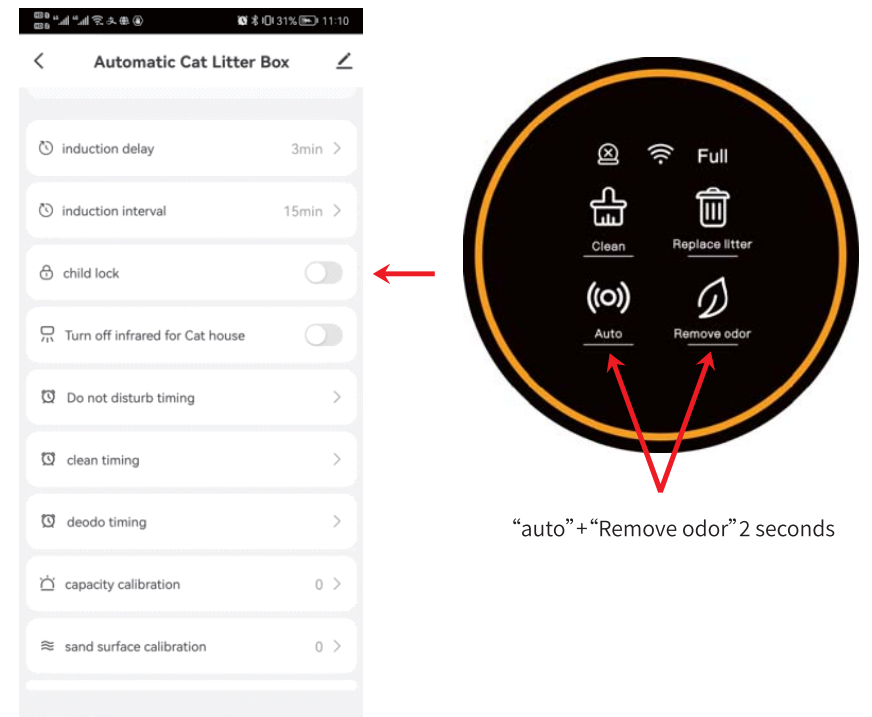 31% 11:10
Automatic Cat Litter Box
induction delay 3min
induction interval 15min
child lock
Turn off infrared for Cat house
Do not disturb timing
clean timing
deodo timing
capacity calibration 0
sand surface calibration 0
Full
Clean Replace litter
Auto Remove odor
“auto”+“Remove odor”2 seconds